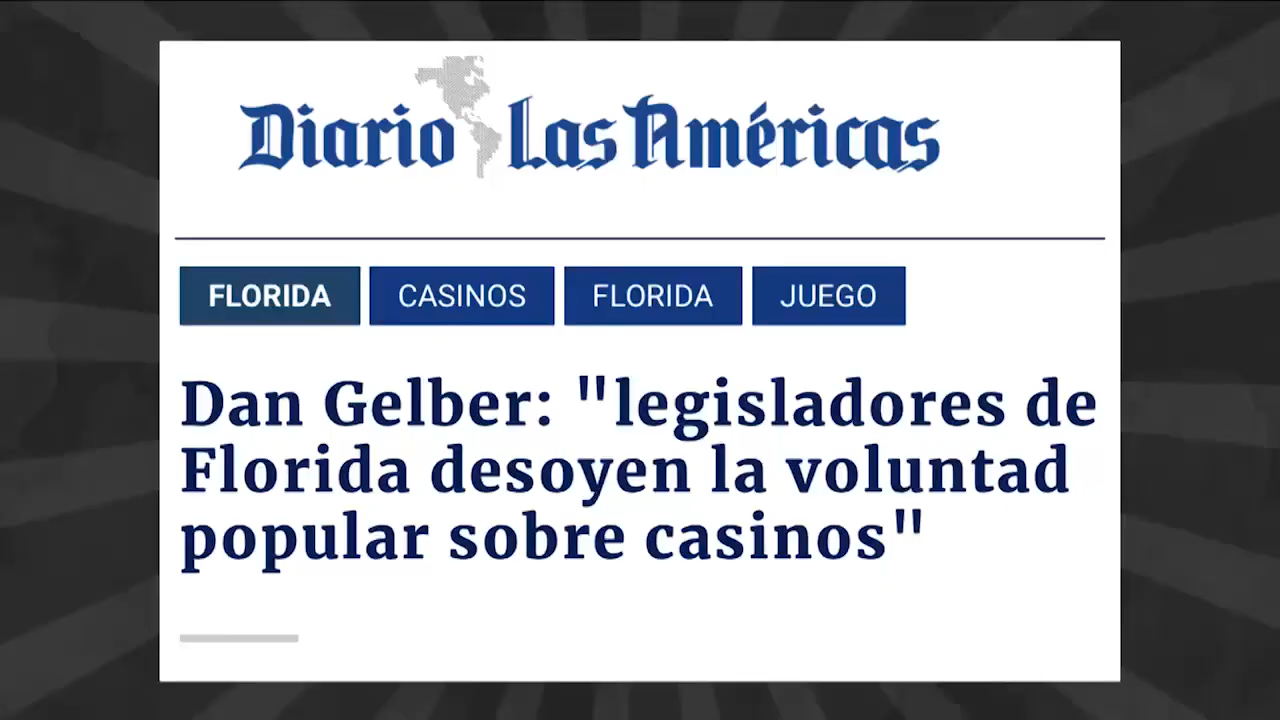 Diario Las Américas
FLORIDA CASINOS FLORIDA JUEGO
Dan Gelber: "legisladores de
Florida desoyen la voluntad
popular sobre casinos"